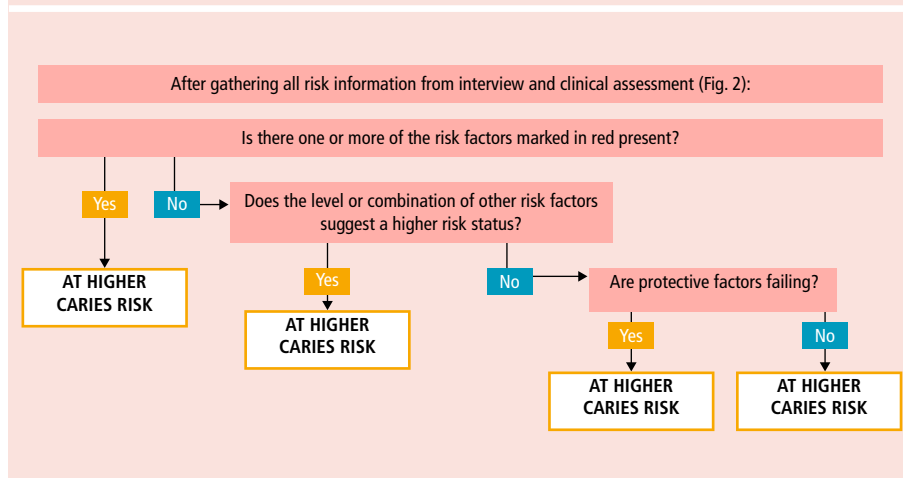 After gathering all risk information from interview and clinical assessment (Fig. 2):
Is there one or more of the risk factors marked in red present?
Yes
No
Does the level or combination of other risk factors
suggest a higher risk status?
AT HIGHER
CARIES RISK
Yes
No
Are protective factors failing?
AT HIGHER
CARIES RISK
Yes
No
AT HIGHER
CARIES RISK
AT HIGHER
CARIES RISK